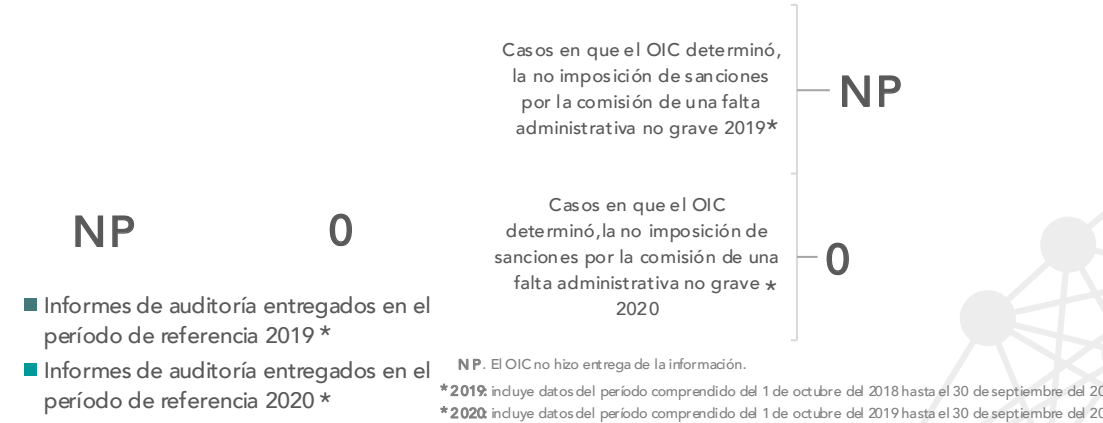 Casos en que el OIC determinó,
la no imposición de sanciones
por la comisión de una falta
administrativa no grave 2019*
NP
Casos en que el OIC
determinó,la no imposición de
sanciones por la comisión de una
falta administrativa no grave *
2020
0
NP
0
Informes de auditoría entregados en el
período de referencia 2019 *
Informes de auditoría entregados en el
período de referencia 2020 *
NP. El OIC no hizo entrega de la información.
*2019: incluye datos del período comprendido del 1 de octubre del 2018 hasta el 30 de septiembre del
*2020: incluye datos del período comprendido del 1 de octubre del 2019 hasta el 30 de septiembre del